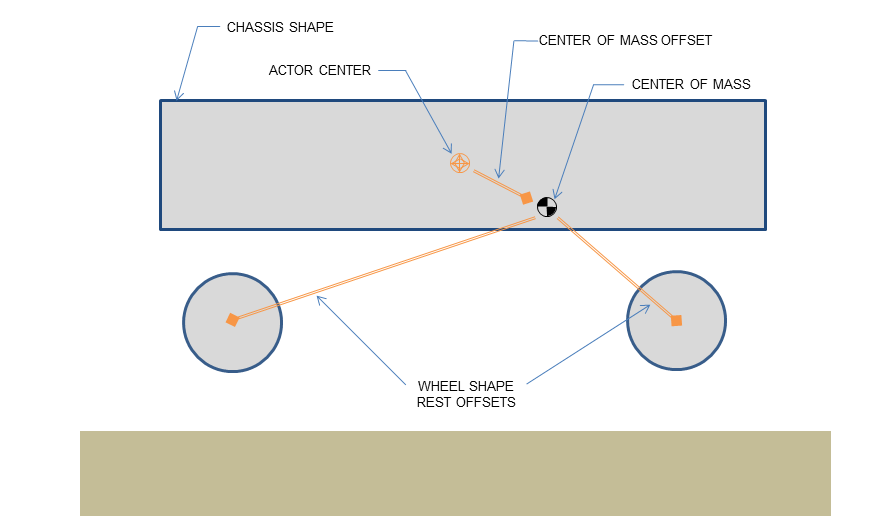 CHASSIS SHAPE
CENTER OF MASS OFFSET
ACTOR CENTER
CENTER OF MASS
WHEEL SHAPE
REST OFFSETS